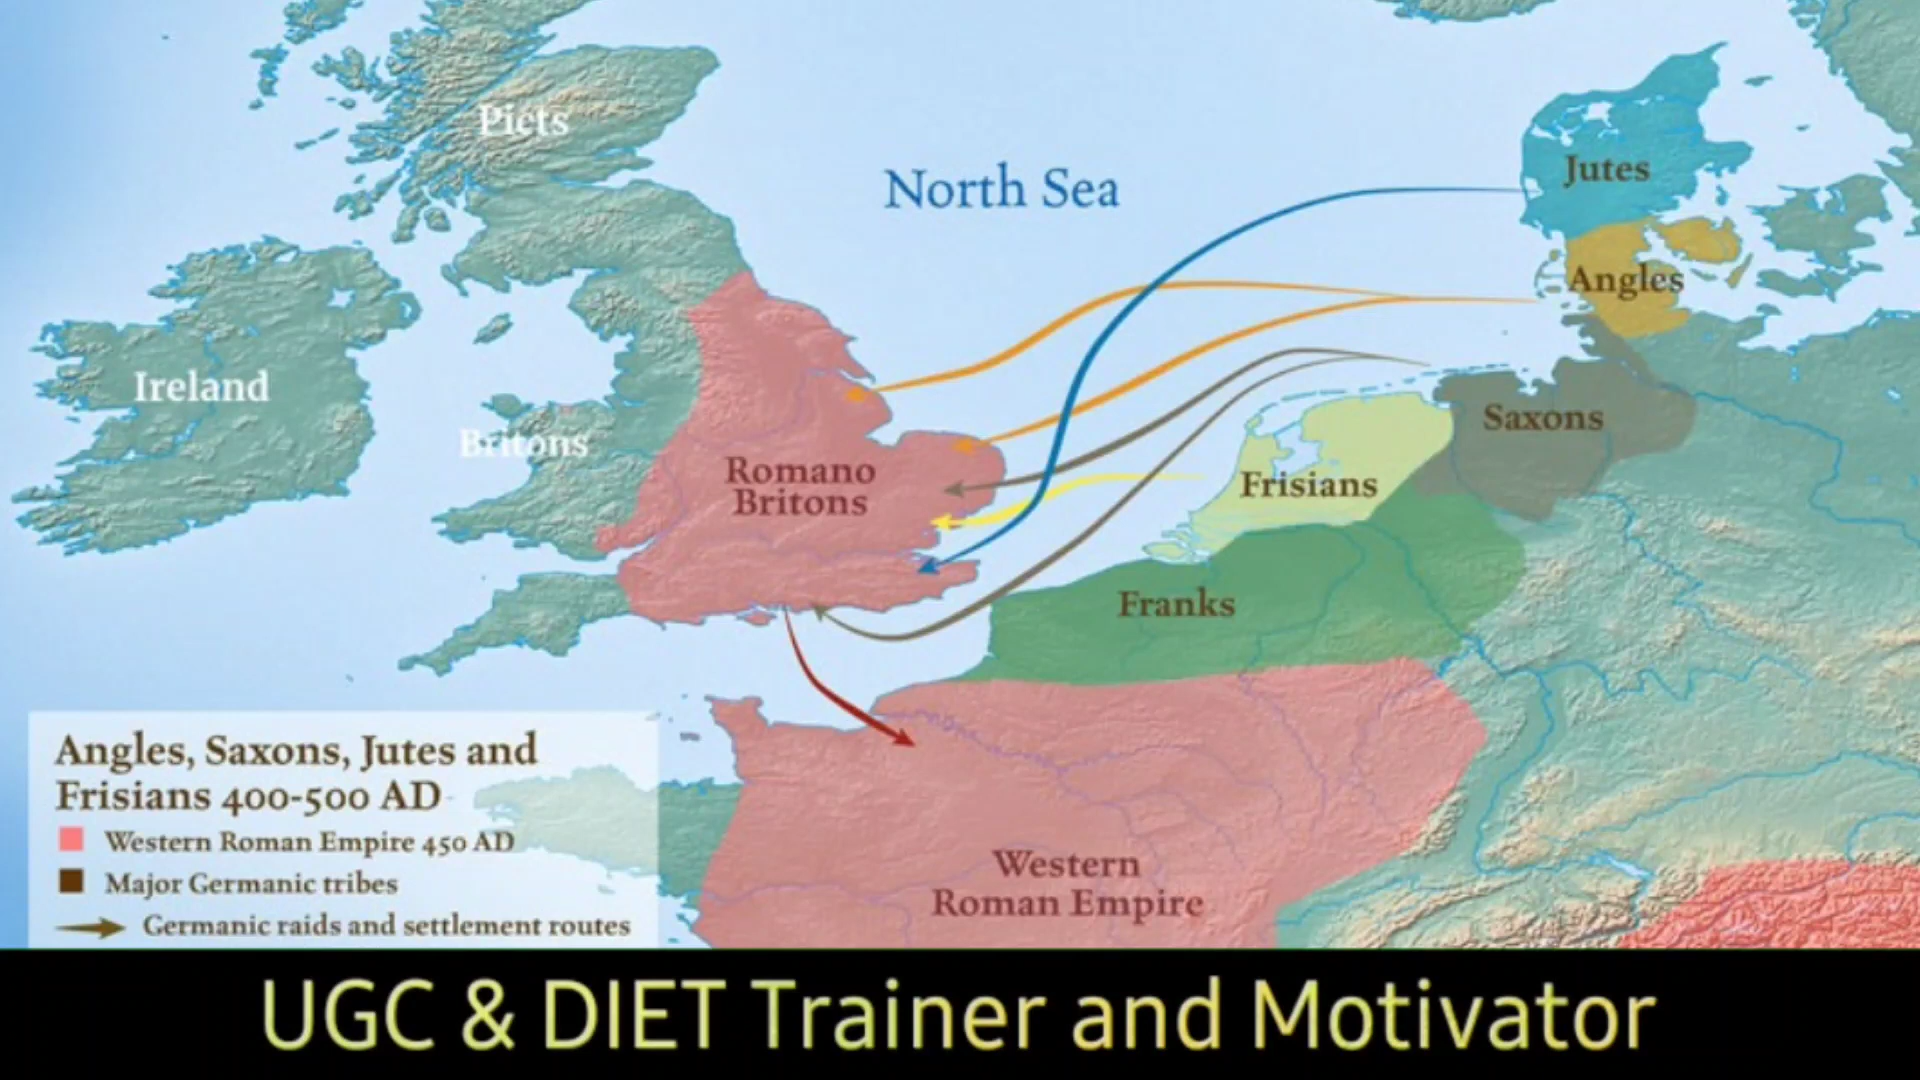 Picts
North Sea
Jutes
Angles
Ireland
Britons
Romano
Britons
Saxons
Frisians
Franks
Western
Roman Empire
Angles, Saxons, Jutes and
Frisians 400-500 AD
Western Roman Empire 450 AD
Major Germanic tribes
Germanic raids and settlement routes
UGC & DIET Trainer and Motivator